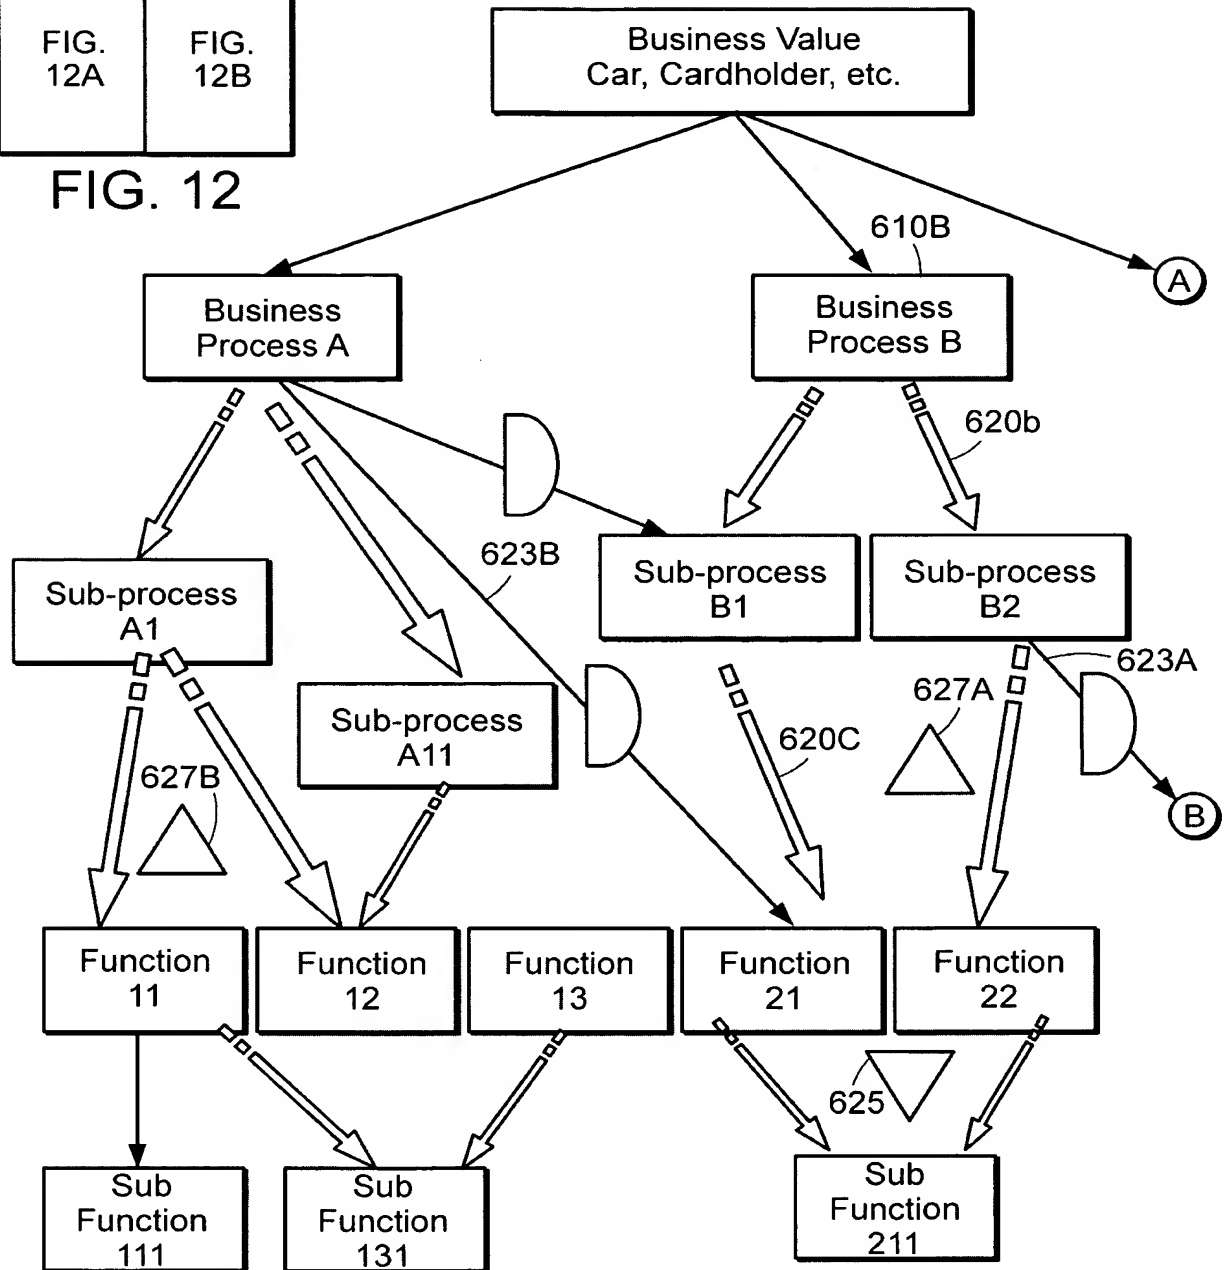 FIG.
12A
FIG.
12B
FIG. 12
Business Value
Car, Cardholder, etc.
610B
A
Business
Process A
Business
Process B
620b
623B
Sub-process
A1
Sub-process
B1
Sub-process
B2
623A
627A
Sub-process
A11
620C
627B
B
Function
11
Function
12
Function
13
Function
21
Function
22
625
Sub
Function
111
Sub
Function
131
Sub
Function
211